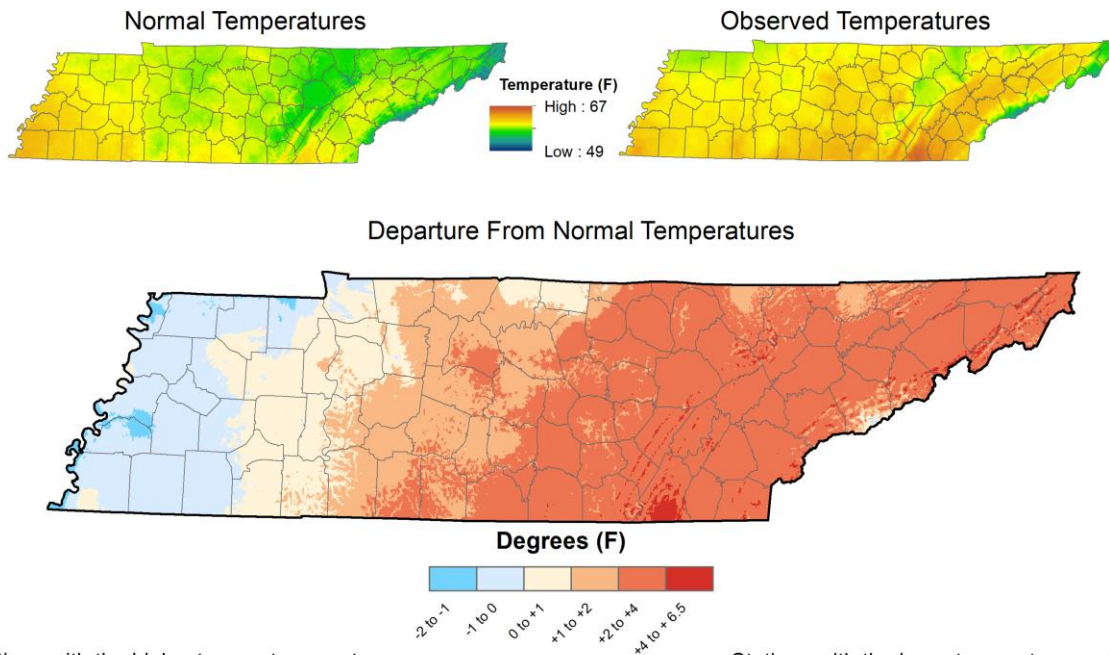 Normal Temperatures
Observed Temperatures
Temperature (F)
High : 67
Low : 49
Departure From Normal Temperatures
Degrees (F)
-2 to -1
-1 to 0
0 to +1
+1 to +2
+2 to +4
+4 to + 6.5